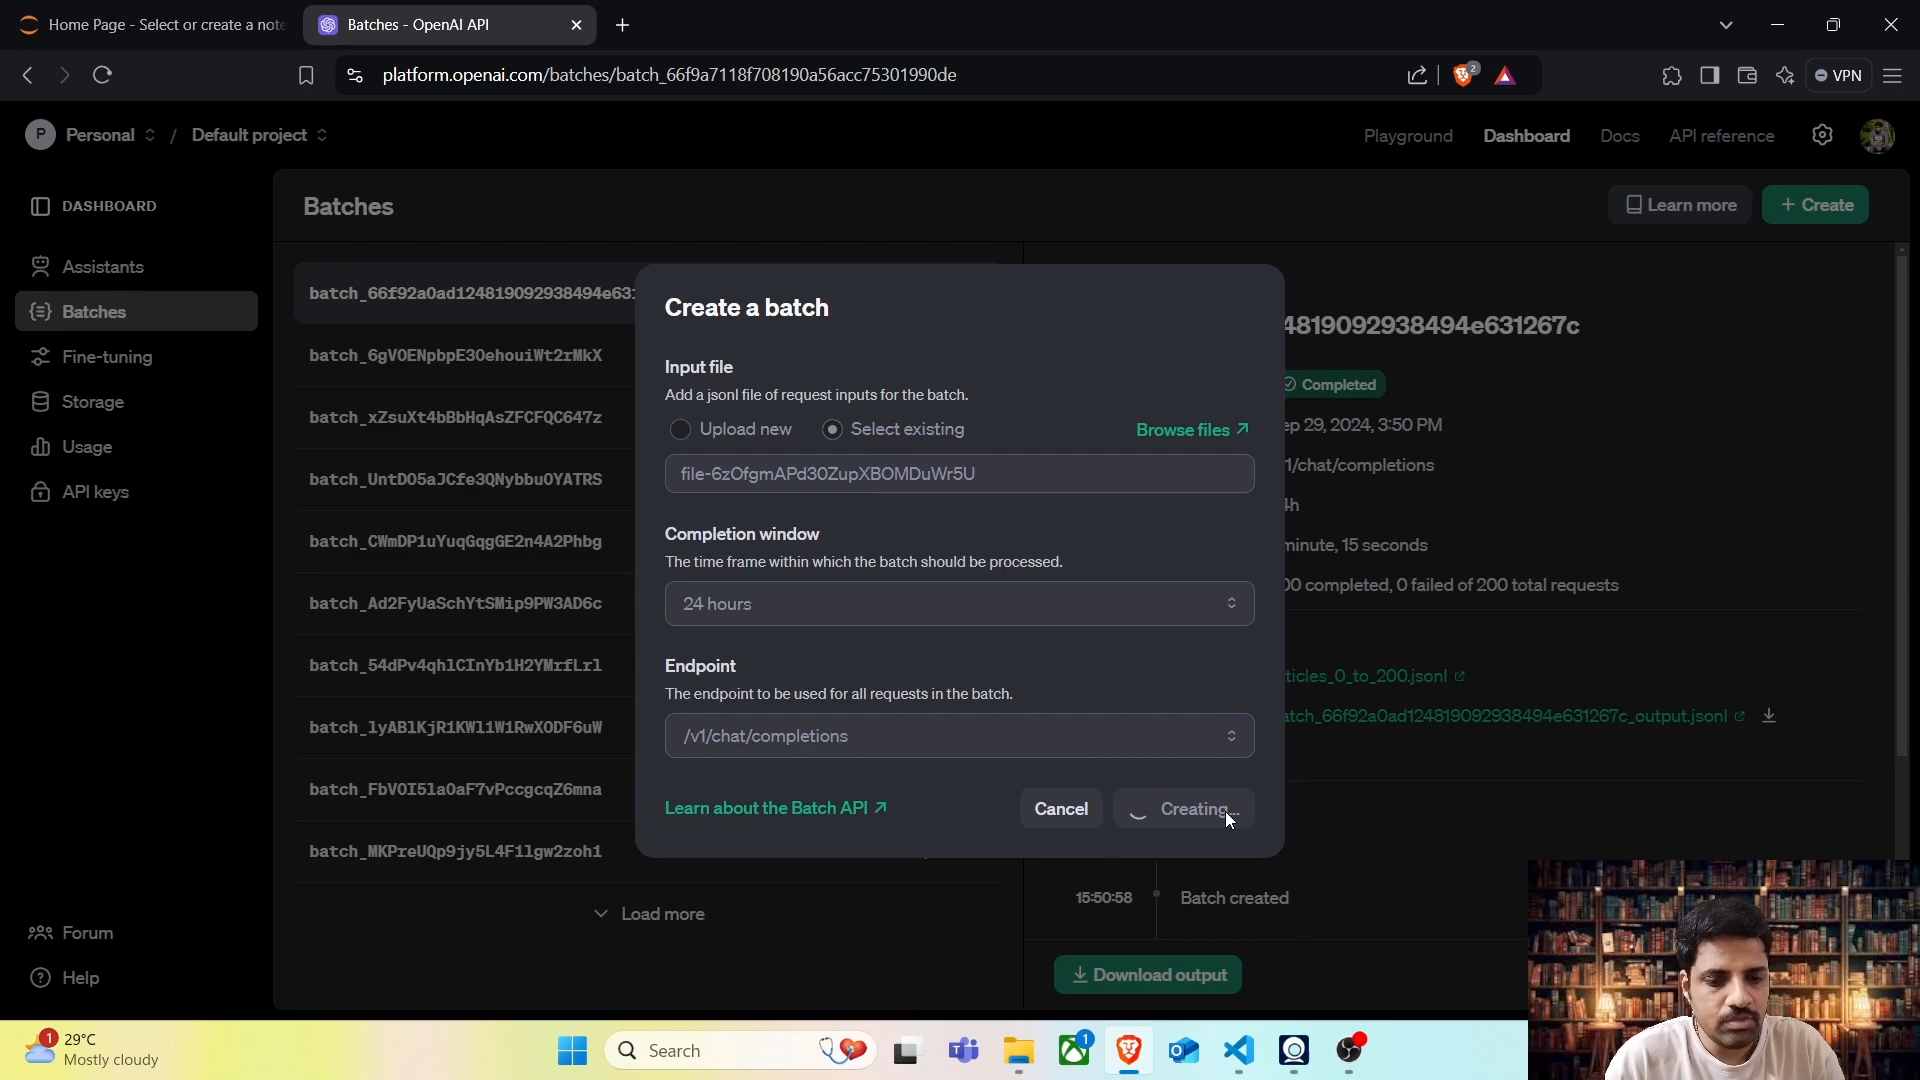 Home Page - Select or create a note
Batches - OpenAI API
platform.openai.com/batches/batch_66f9a7118f708190a56acc75301990de
2
VPN
P Personal / Default project
Playground Dashboard Docs API reference
DASHBOARD
Assistants
Batches
Fine-tuning
Storage
Usage
API keys
Forum
Help
Batches
Learn more
+ Create
batch_66f92a0ad124819092938494e631
batch_6gVOENpbpE3OehouiWt2rMkX
batch_xZsuXt4bBbHqAsZFCFQC647z
batch_UntDO5aJCfe3QNybbuOYATRS
batch_CWmDP1uYuqGqgGE2n4A2Phbg
batch_Ad2FyUaSchYtSMip9PW3AD6c
batch_54dPv4qhlCInYb1H2YMrfLrl
batch_lyABlKjR1KWl1W1RwXODF6uW
batch_FbVOI5laOaF7vPccgcqZ6mna
batch_MKPreUQp9jy5L4F1lgw2zoh1
Load more
Create a batch
Input file
Add a jsonl file of request inputs for the batch.
Upload new
Select existing
Browse files
file-6zOfgmAPd30ZupXBOMDuWr5U
Completion window
The time frame within which the batch should be processed.
24 hours
Endpoint
The endpoint to be used for all requests in the batch.
/v1/chat/completions
Learn about the Batch API
Cancel
Creating...
4819092938494e631267c
Completed
ep 29, 2024, 3:50 PM
1/chat/completions
4h
minute, 15 seconds
00 completed, 0 failed of 200 total requests
ticles_0_to_200.jsonl
atch_66f92a0ad124819092938494e631267c_output.jsonl
15:50:58 Batch created
Download output
1
29°C
Mostly cloudy
Search
1